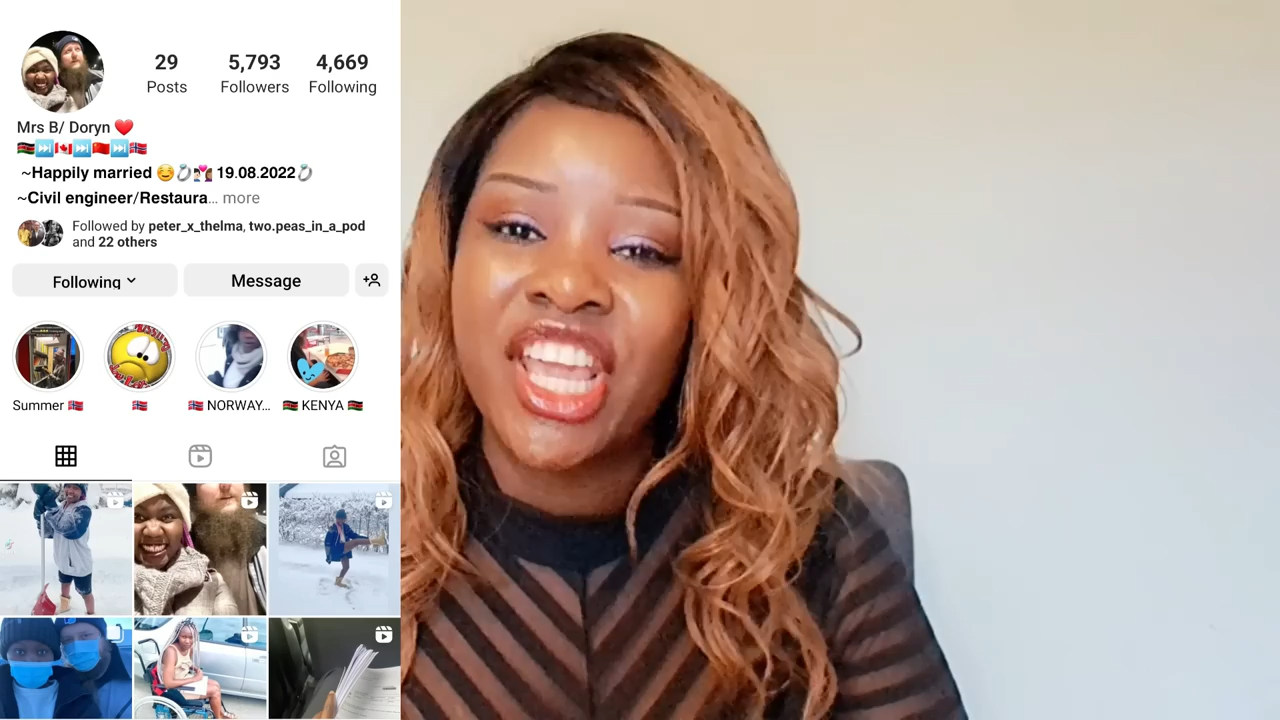 29
5,793
4,669
Posts
Followers
Following
Mrs B/ Doryn ❤️
🇰🇪⏭️🇨🇦⏭️🇨🇳⏭️🇳🇴
~Happily married ☺️💍💒 19.08.2022💍
~Civil engineer/Restaura... more
Followed by peter_x_thelma, two.peas_in_a_pod
and 22 others
Following
Message
Summer 🇳🇴
🇳🇴
🇳🇴 NORWAY...
🇰🇪 KENYA 🇰🇪